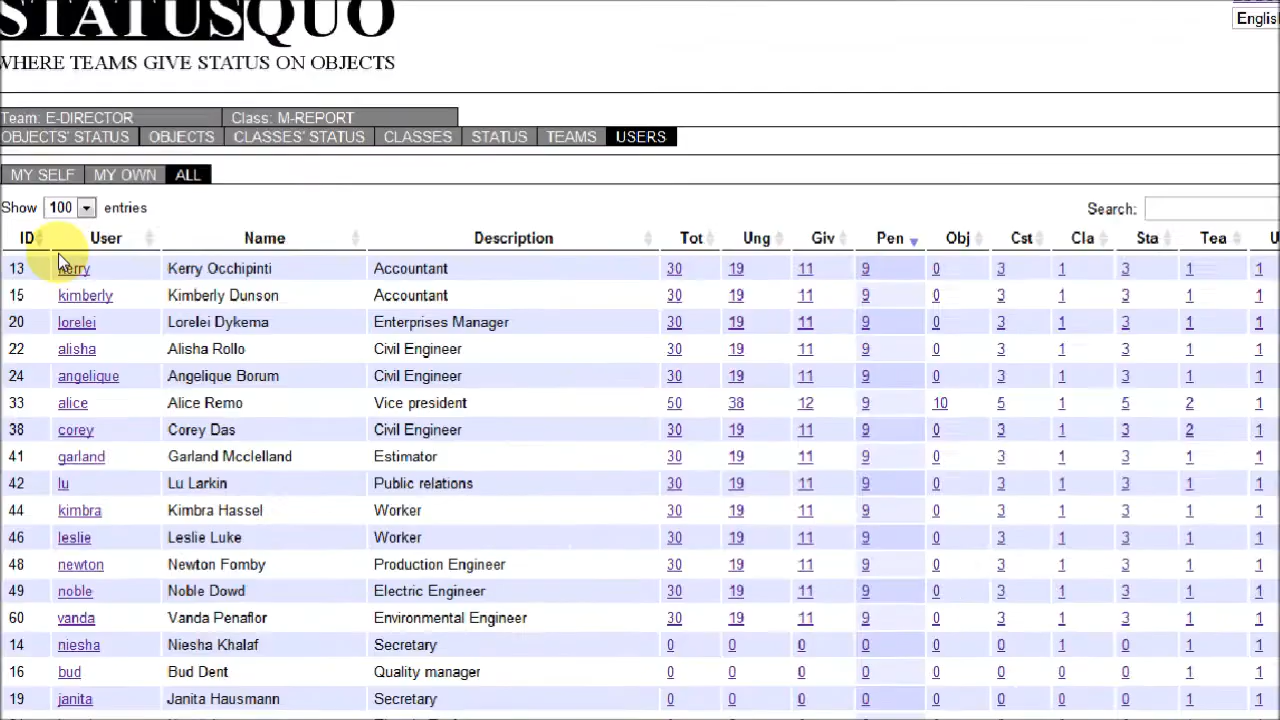 STATUSQUO
Englis
WHERE TEAMS GIVE STATUS ON OBJECTS
Team: E-DIRECTOR Class: M-REPORT
OBJECTS' STATUS OBJECTS CLASSES' STATUS CLASSES STATUS TEAMS USERS
MY SELF MY OWN ALL
Show 100 entries Search:
ID User Name Description Tot Ung Giv Pen Obj Cst Cla Sta Tea U
13 kerry Kerry Occhipinti Accountant 30 19 11 9 0 3 1 3 1 1
15 kimberly Kimberly Dunson Accountant 30 19 11 9 0 3 1 3 1 1
20 lorelei Lorelei Dykema Enterprises Manager 30 19 11 9 0 3 1 3 1 1
22 alisha Alisha Rollo Civil Engineer 30 19 11 9 0 3 1 3 1 1
24 angelique Angelique Borum Civil Engineer 30 19 11 9 0 3 1 3 1 1
33 alice Alice Remo Vice president 50 38 12 9 10 5 1 5 2 1
38 corey Corey Das Civil Engineer 30 19 11 9 0 3 1 3 2 1
41 garland Garland Mcclelland Estimator 30 19 11 9 0 3 1 3 1 1
42 lu Lu Larkin Public relations 30 19 11 9 0 3 1 3 1 1
44 kimbra Kimbra Hassel Worker 30 19 11 9 0 3 1 3 1 1
46 leslie Leslie Luke Worker 30 19 11 9 0 3 1 3 1 1
48 newton Newton Fomby Production Engineer 30 19 11 9 0 3 1 3 1 1
49 noble Noble Dowd Electric Engineer 30 19 11 9 0 3 1 3 1 1
60 vanda Vanda Penaflor Environmental Engineer 30 19 11 9 0 3 1 3 1 1
14 niesha Niesha Khalaf Secretary 0 0 0 0 0 0 1 0 1 1
16 bud Bud Dent Quality manager 0 0 0 0 0 0 0 0 1 1
19 janita Janita Hausmann Secretary 0 0 0 0 0 0 0 0 1 1